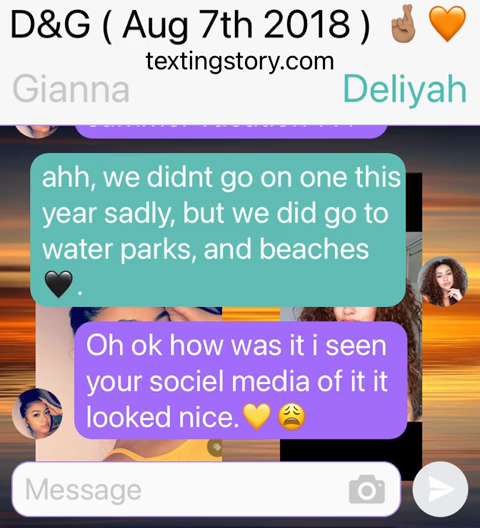 D&G ( Aug 7th 2018 ) 🤞🏽 🧡
textingstory.com
Gianna Deliyah
ahh, we didnt go on one this
year sadly, but we did go to
water parks, and beaches
🖤 .
Oh ok how was it i seen
your sociel media of it it
looked nice.💛 😩
Message